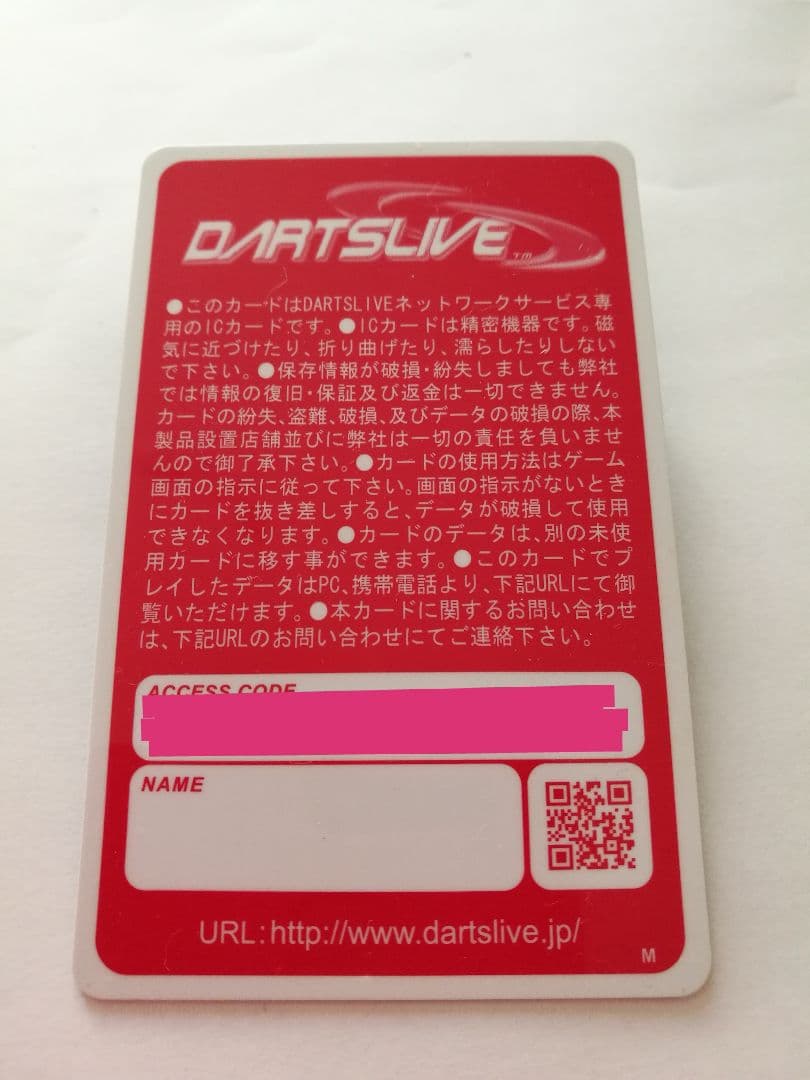 DARTSLIVE TM
●このカードはDARTSLIVEネットワークサービス専
用のICカードです。●ICカードは精密機器です。磁
気に近づけたり、折り曲げたり、濡らしたりしない
で下さい。●保存情報が破損・紛失しましても弊社
では情報の復旧・保証及び返金は一切できません。
カードの紛失、盗難、破損、及びデータの破損の際、本
製品設置店舗並びに弊社は一切の責任を負いませ
んので御了承下さい。●カードの使用方法はゲーム
画面の指示に従って下さい。画面の指示がないとき
にカードを抜き差しすると、データが破損して使用
できなくなります。●カードのデータは、別の未使
用カードに移す事ができます。●このカードでプ
レイしたデータはPC、携帯電話より、下記URLにて御
覧いただけます。●本カードに関するお問い合わせ
は、下記URLのお問い合わせにてご連絡下さい。
ACCESS CODE
NAME
URL:http://www.dartslive.jp/
M